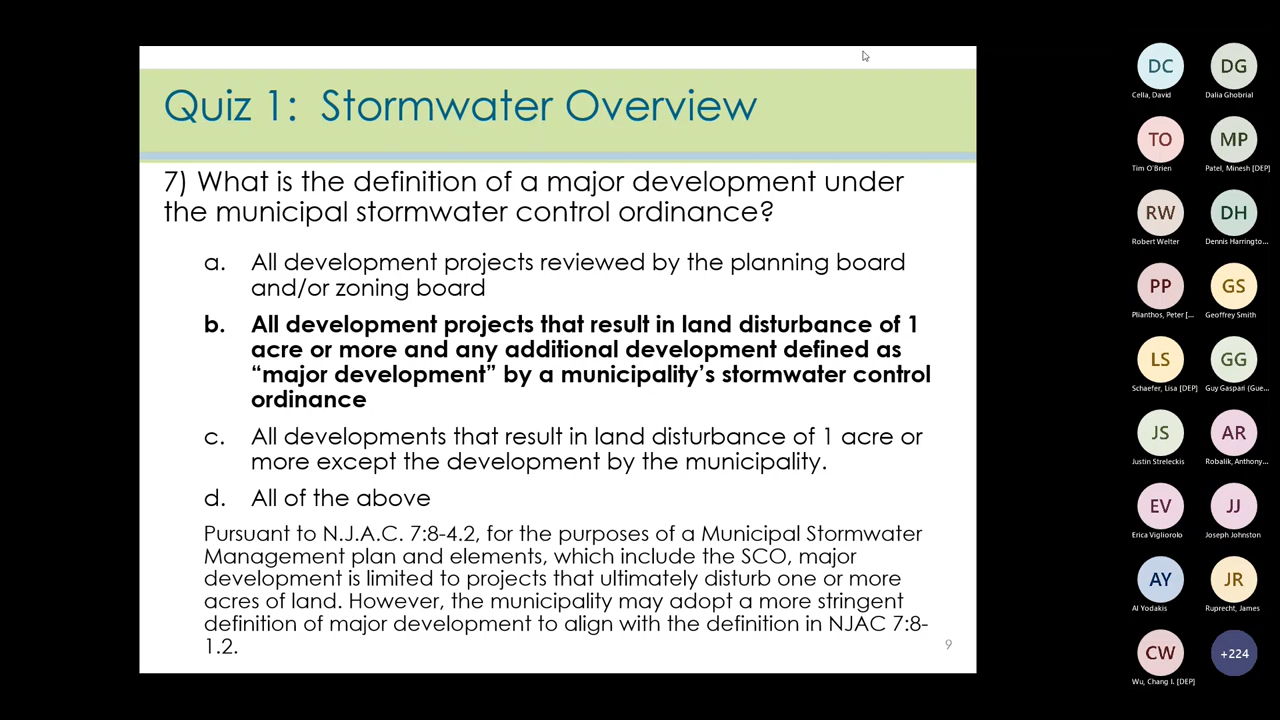 Quiz 1: Stormwater Overview
7) What is the definition of a major development under
the municipal stormwater control ordinance?
a. All development projects reviewed by the planning board
and/or zoning board
b. All development projects that result in land disturbance of 1
acre or more and any additional development defined as
“major development” by a municipality’s stormwater control
ordinance
c. All developments that result in land disturbance of 1 acre or
more except the development by the municipality.
d. All of the above
Pursuant to N.J.A.C. 7:8-4.2, for the purposes of a Municipal Stormwater
Management plan and elements, which include the SCO, major
development is limited to projects that ultimately disturb one or more
acres of land. However, the municipality may adopt a more stringent
definition of major development to align with the definition in NJAC 7:8-
1.2.
9
DC DG
Cella, David Dalia Ghobrial
TO MP
Tim O'Brien Patel, Minesh [DEP]
RW DH
Robert Welter Dennis Harringto...
PP GS
Plianthos, Peter [... Geoffrey Smith
LS GG
Schaefer, Lisa [DEP] Guy Gaspari (Gue...
JS AR
Justin Streleckis Robalik, Anthony...
EV JJ
Erica Vigliorolo Joseph Johnston
AY JR
Al Yodakis Ruprecht, James
CW +224
Wu, Chang I. [DEP]